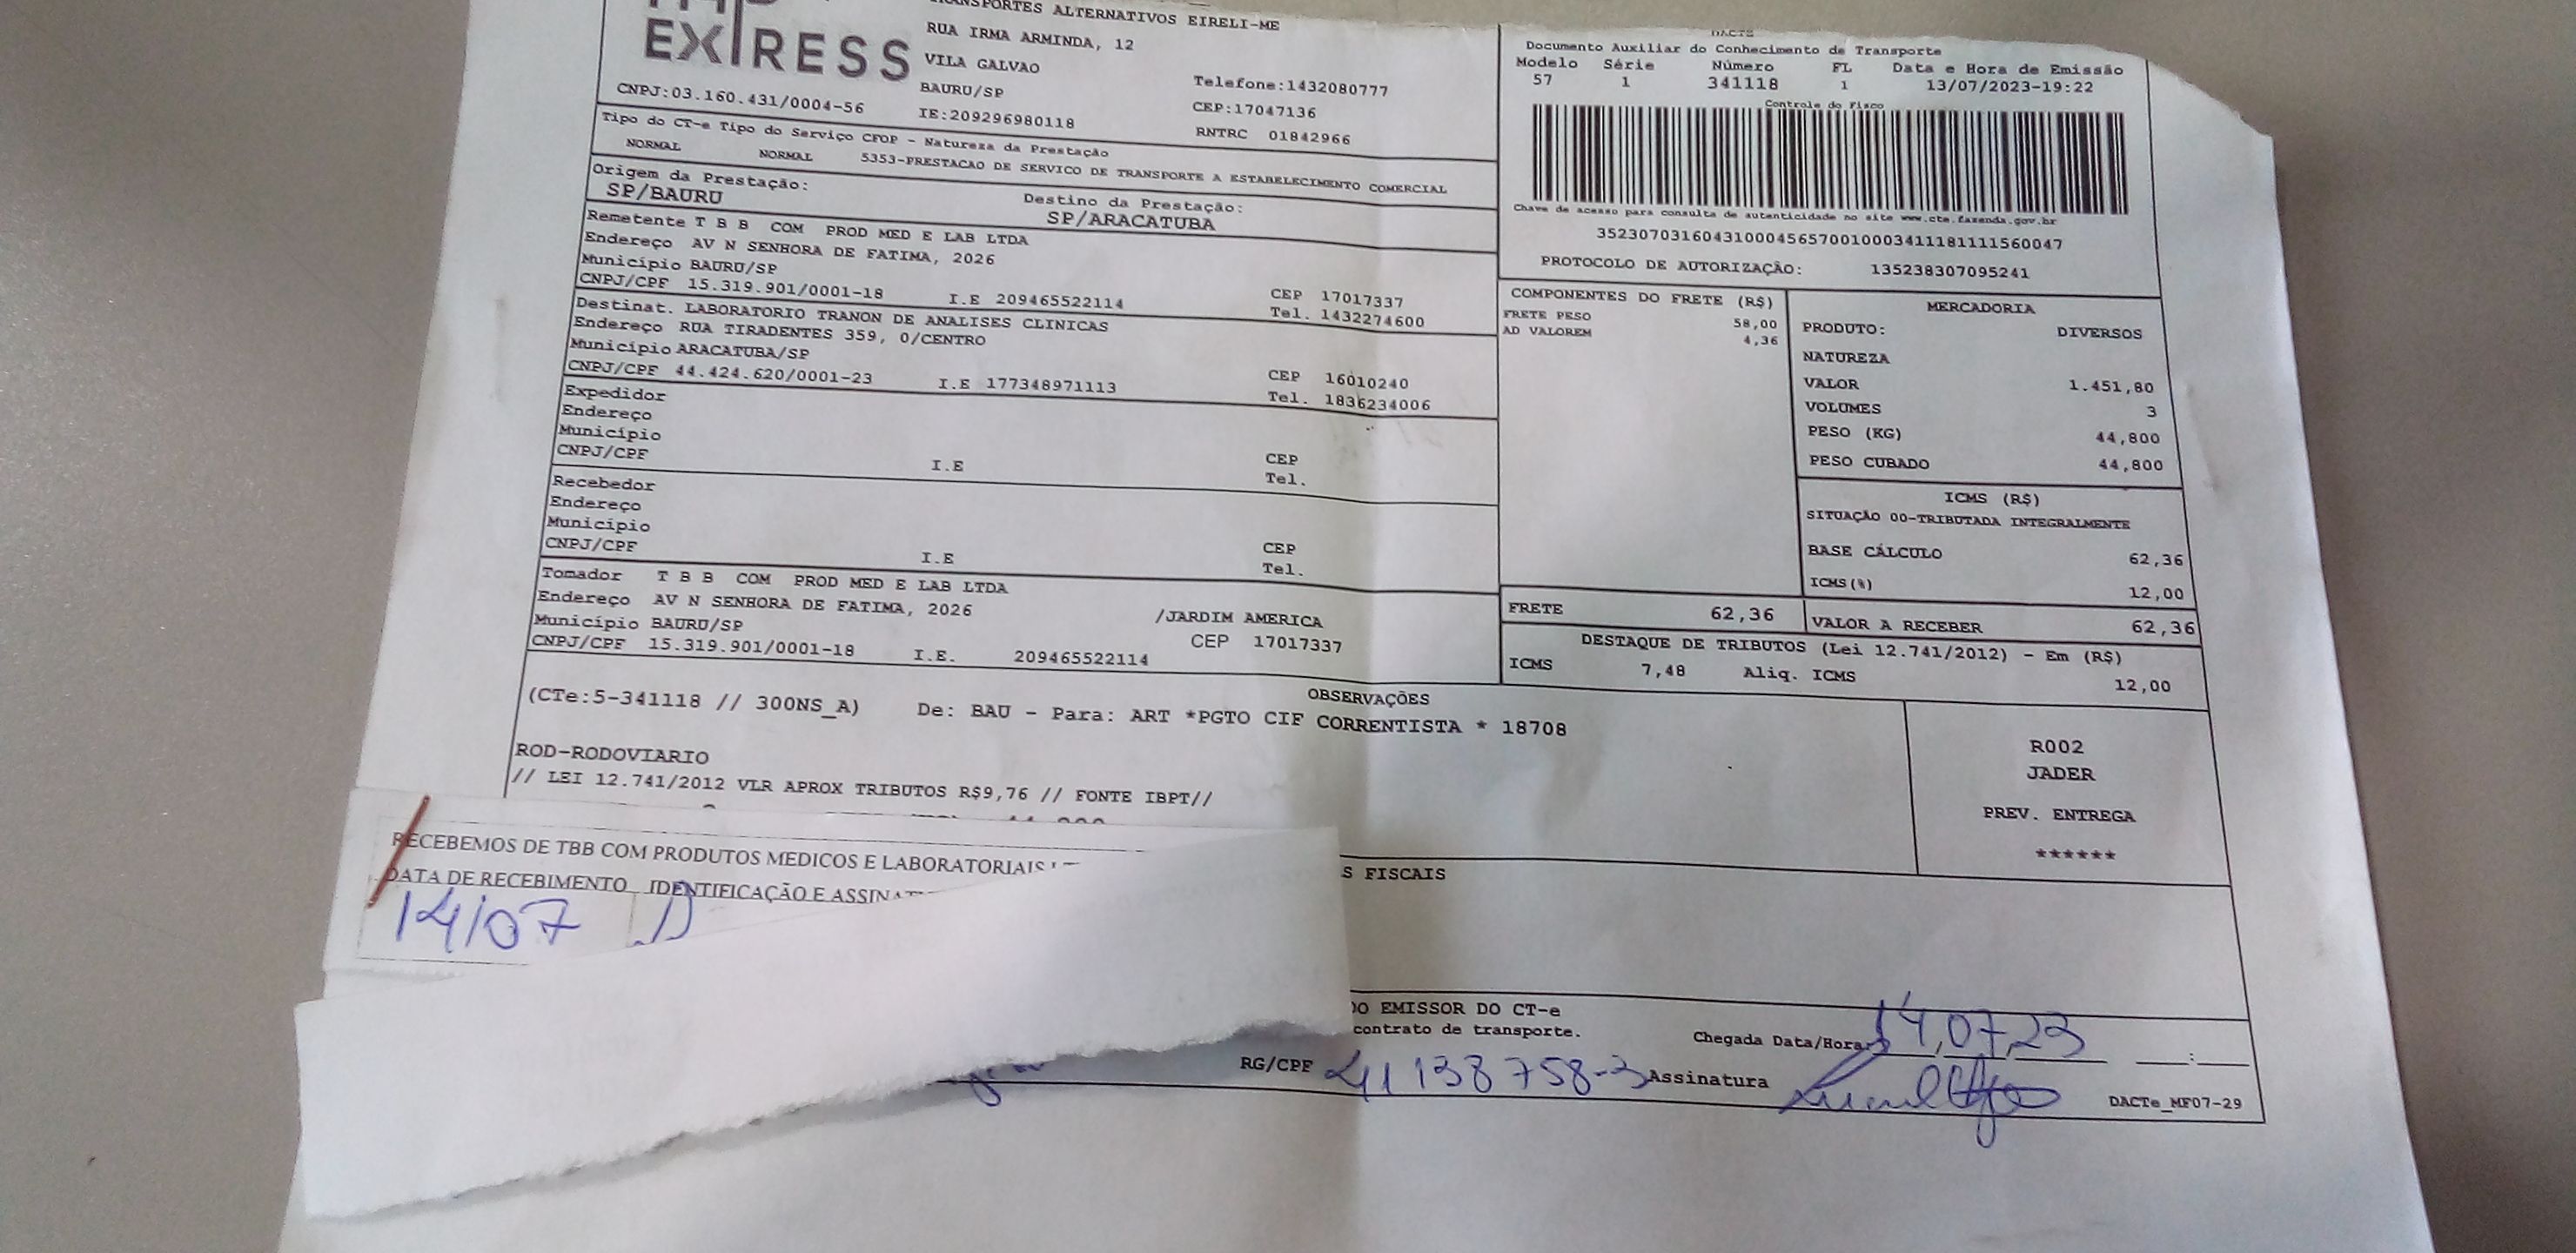 EXPRESS
TRANSPORTES ALTERNATIVOS EIRELI-ME
RUA IRMA ARMINDA, 12
VILA GALVAO
BAURU/SP
Telefone:1432080777
CNPJ:03.160.431/0004-56
IE:209296980118
CEP:17047136
RNTRC 01842966
Tipo do CT-e Tipo do Serviço CFOP - Natureza da Prestação
NORMAL NORMAL 5353-PRESTACAO DE SERVICO DE TRANSPORTE A ESTABELECIMENTO COMERCIAL
Origem da Prestação:
SP/BAURU
Destino da Prestação:
SP/ARACATUBA
Remetente T B B COM PROD MED E LAB LTDA
Endereço AV N SENHORA DE FATIMA, 2026
Município BAURU/SP
CEP 17017337
CNPJ/CPF 15.319.901/0001-18 I.E 209465522114 Tel. 1432274600
Destinat. LABORATORIO TRANON DE ANALISES CLINICAS
Endereço RUA TIRADENTES 359, 0/CENTRO
Município ARACATUBA/SP
CEP 16010240
CNPJ/CPF 44.424.620/0001-23 I.E 177348971113 Tel. 1836234006
Expedidor
Endereço
Município
CEP
CNPJ/CPF I.E Tel.
Recebedor
Endereço
Município
CEP
CNPJ/CPF I.E Tel.
Tomador T B B COM PROD MED E LAB LTDA
Endereço AV N SENHORA DE FATIMA, 2026 /JARDIM AMERICA
Município BAURU/SP CEP 17017337
CNPJ/CPF 15.319.901/0001-18 I.E. 209465522114
DACTE
Documento Auxiliar do Conhecimento de Transporte
Modelo Série Número FL Data e Hora de Emissão
57 1 341118 1 13/07/2023-19:22
Controle do Fisco
Chave de acesso para consulta de autenticidade no site www.cte.fazenda.gov.br
35230703160431000456570010003411181111560047
PROTOCOLO DE AUTORIZAÇÃO: 135238307095241
COMPONENTES DO FRETE (R$)
FRETE PESO 58,00
AD VALOREM 4,36
MERCADORIA
PRODUTO: DIVERSOS
NATUREZA
VALOR 1.451,80
VOLUMES 3
PESO (KG) 44,800
PESO CUBADO 44,800
ICMS (R$)
SITUAÇÃO 00-TRIBUTADA INTEGRALMENTE
BASE CÁLCULO 62,36
ICMS(%) 12,00
FRETE 62,36 VALOR A RECEBER 62,36
DESTAQUE DE TRIBUTOS (Lei 12.741/2012) - Em (R$)
ICMS 7,48 Aliq. ICMS 12,00
OBSERVAÇÕES
(CTe:5-341118 // 300NS_A) De: BAU - Para: ART *PGTO CIF CORRENTISTA * 18708
ROD-RODOVIARIO
// LEI 12.741/2012 VLR APROX TRIBUTOS R$9,76 // FONTE IBPT//
R002
JADER
PREV. ENTREGA
******
RECEBEMOS DE TBB COM PRODUTOS MEDICOS E LABORATORIAIS
DATA DE RECEBIMENTO IDENTIFICAÇÃO E
14/07
S FISCAIS
DO EMISSOR DO CT-e
contrato de transporte.
Chegada Data/Hora: 14,07,23 :
RG/CPF 41138758-3 Assinatura
DACTe_MF07-29